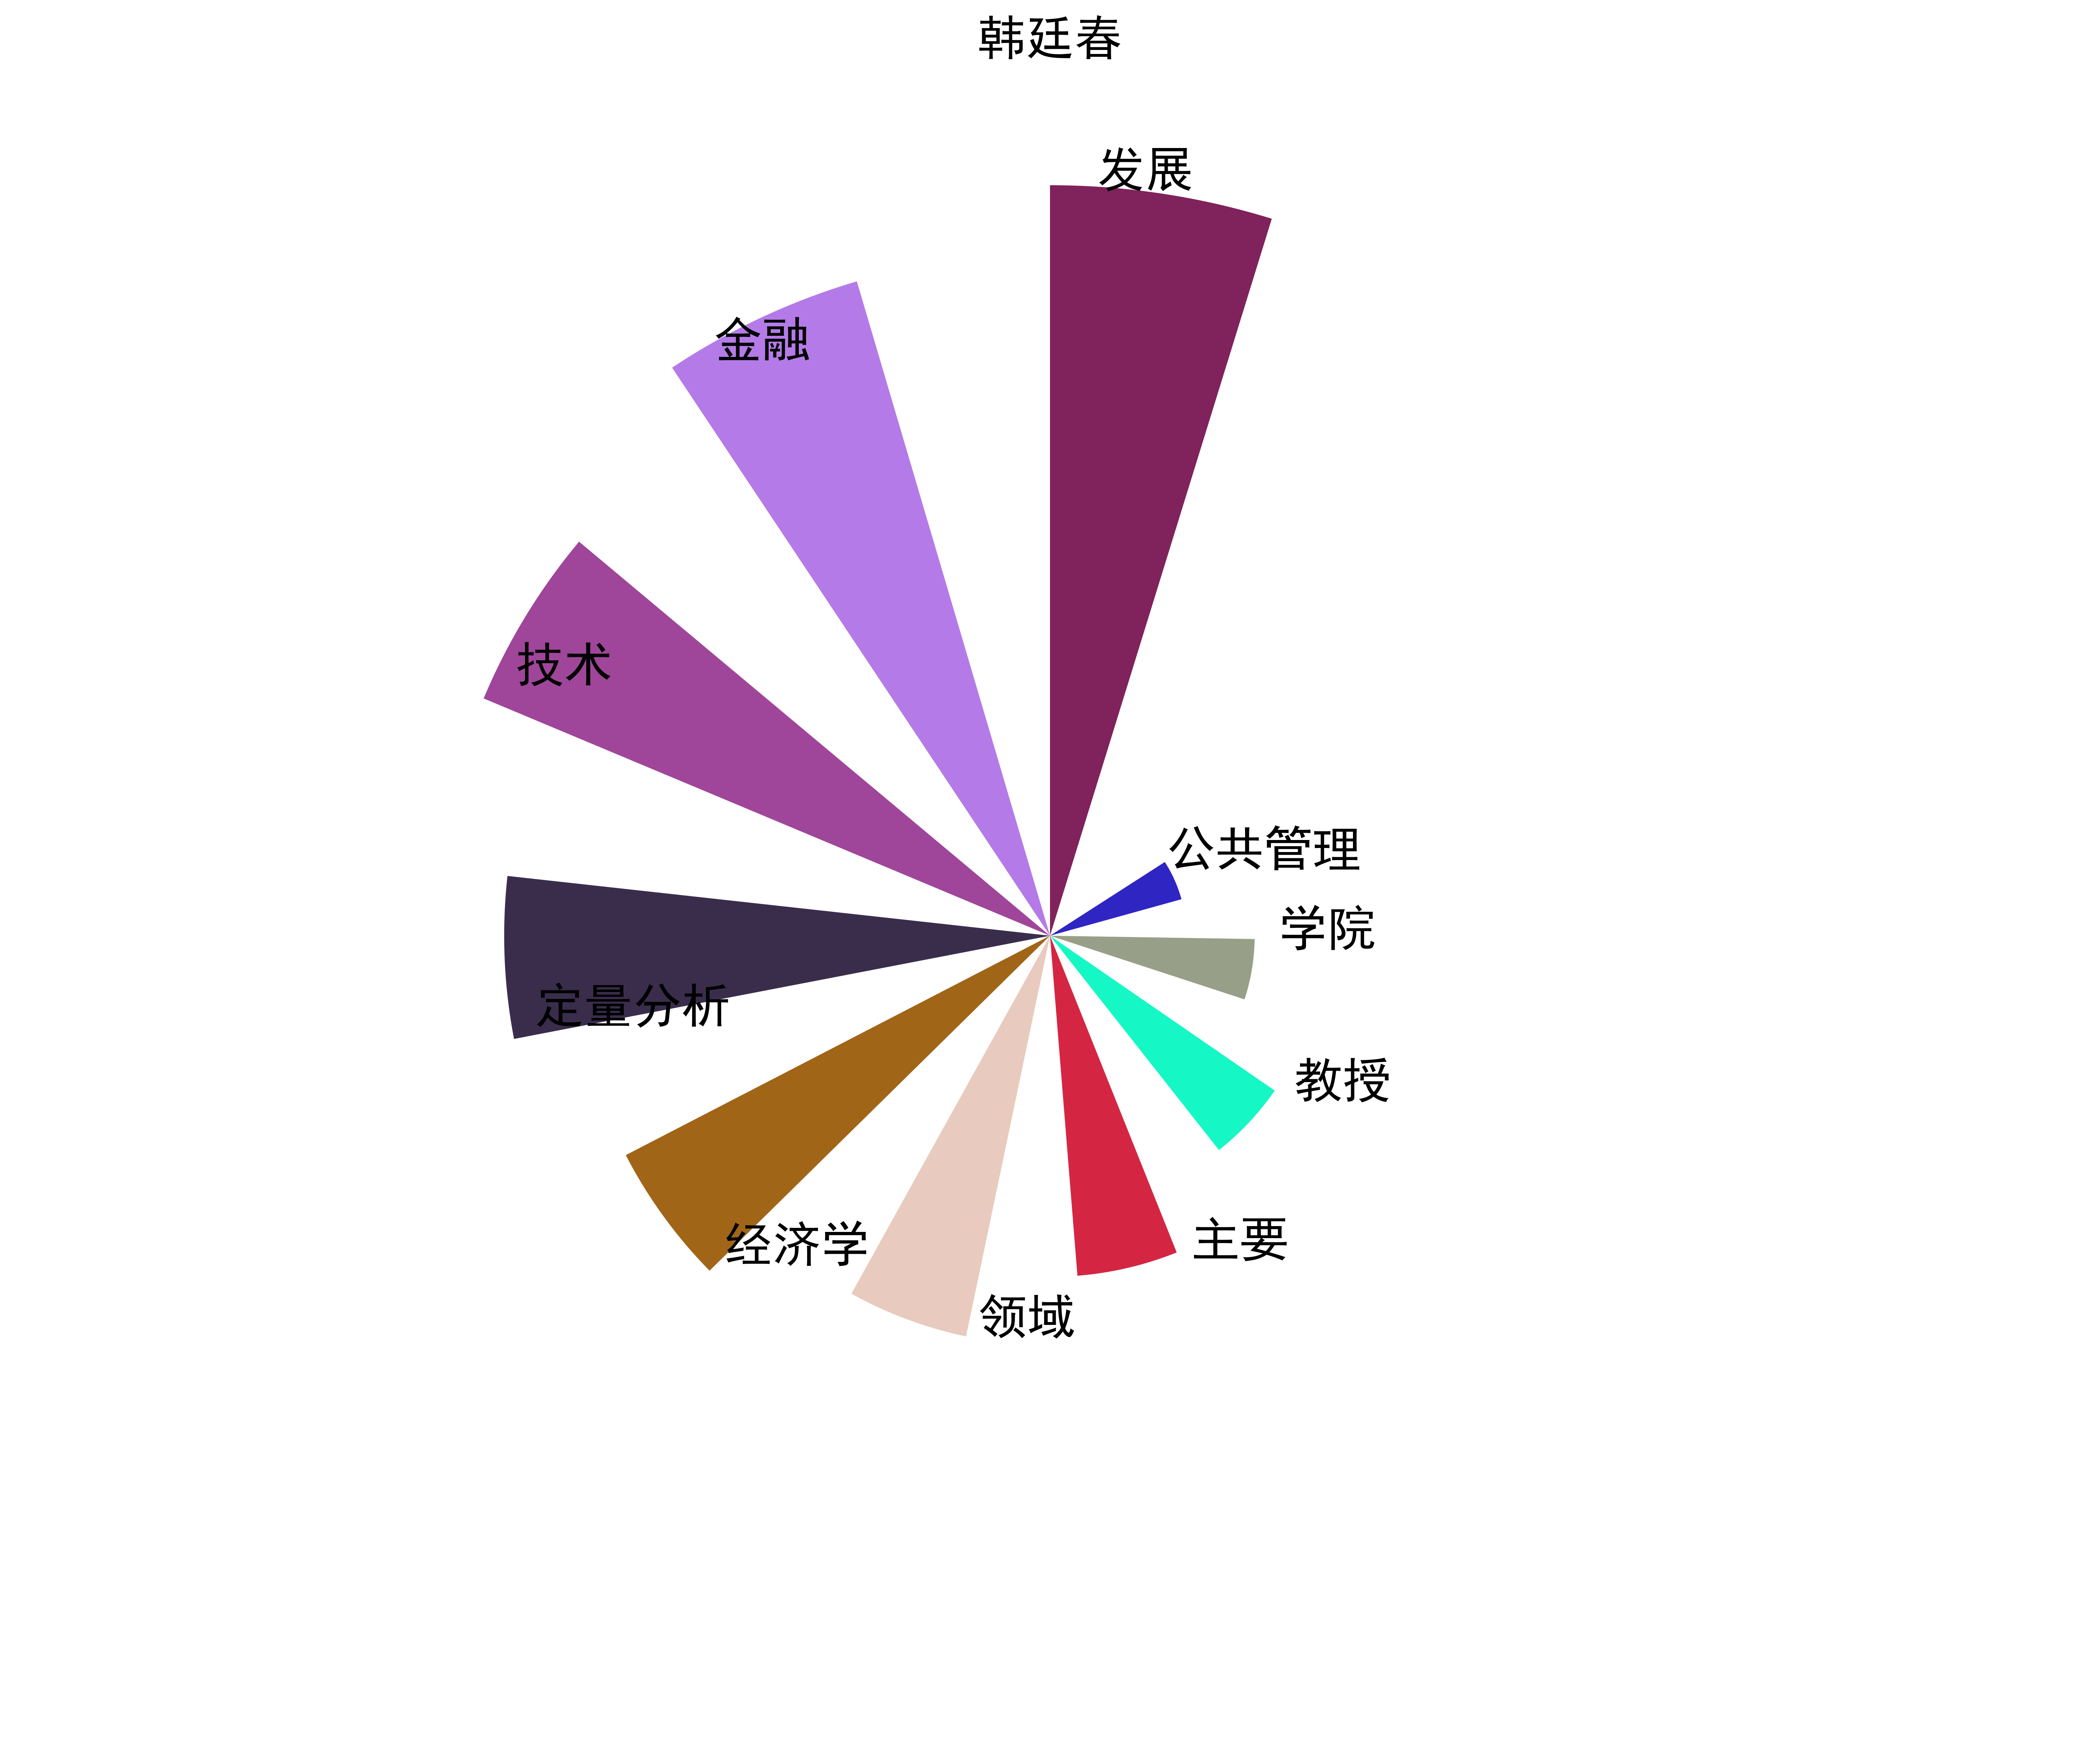 韩廷春
发展
金融
技术
公共管理
学院
定量分析
教授
主要
经济学
领域